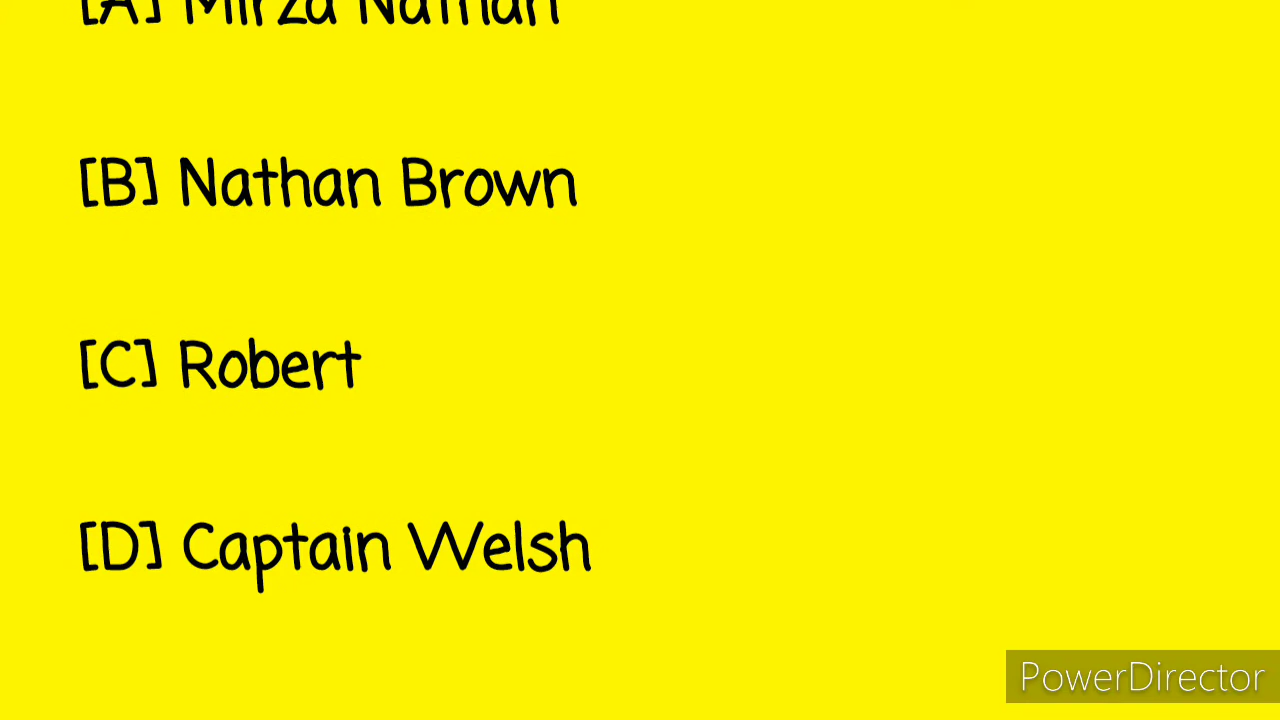 [A] Mirza Nathan
[B] Nathan Brown
[C] Robert
[D] Captain Welsh
PowerDirector